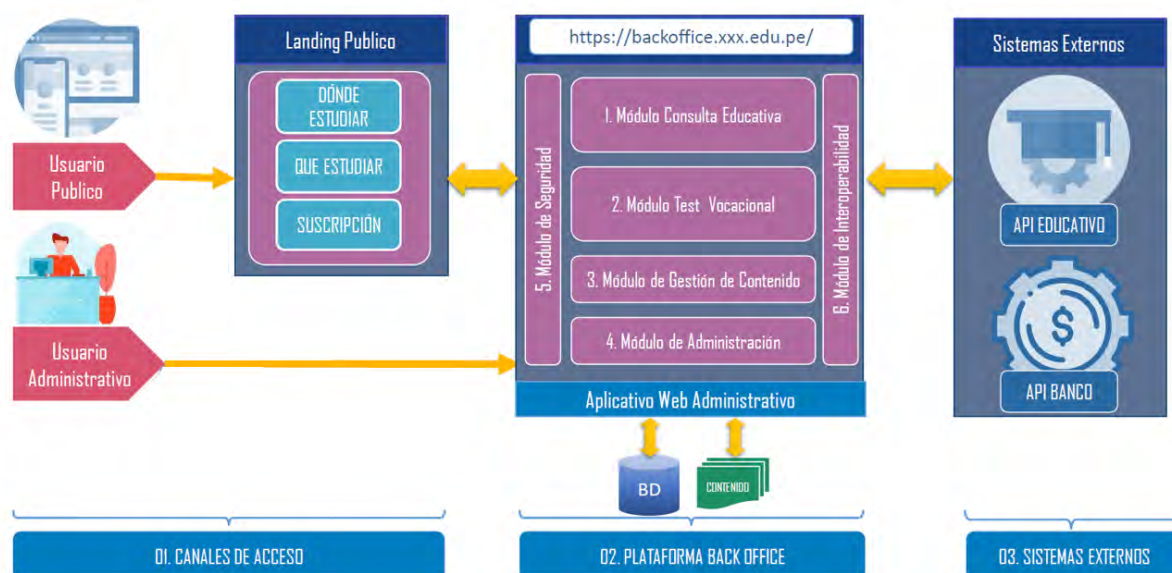 Landing Publico
https://backoffice.xxx.edu.pe/
Sistemas Externos
DÓNDE
ESTUDIAR
QUE ESTUDIAR
SUSCRIPCIÓN
Usuario
Publico
Usuario
Administrativo
5. Módulo de Seguridad
1. Módulo Consulta Educativa
2. Módulo Test Vocacional
3. Módulo de Gestión de Contenido
4. Módulo de Administración
6. Módulo de Interoperabilidad
Aplicativo Web Administrativo
API EDUCATIVO
$
API BANCO
BD
CONTENIDO
01. CANALES DE ACCESO
02. PLATAFORMA BACK OFFICE
03. SISTEMAS EXTERNOS